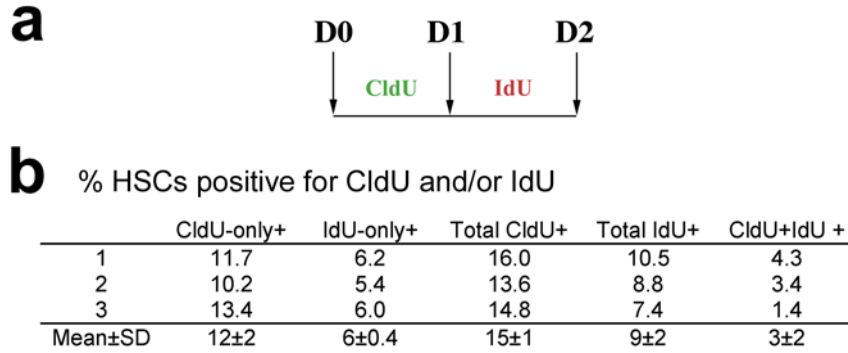 a
D0 D1 D2
CldU IdU
b % HSCs positive for CldU and/or IdU
CldU-only+ IdU-only+ Total CldU+ Total IdU+ CldU+IdU +
1 11.7 6.2 16.0 10.5 4.3
2 10.2 5.4 13.6 8.8 3.4
3 13.4 6.0 14.8 7.4 1.4
Mean±SD 12±2 6±0.4 15±1 9±2 3±2